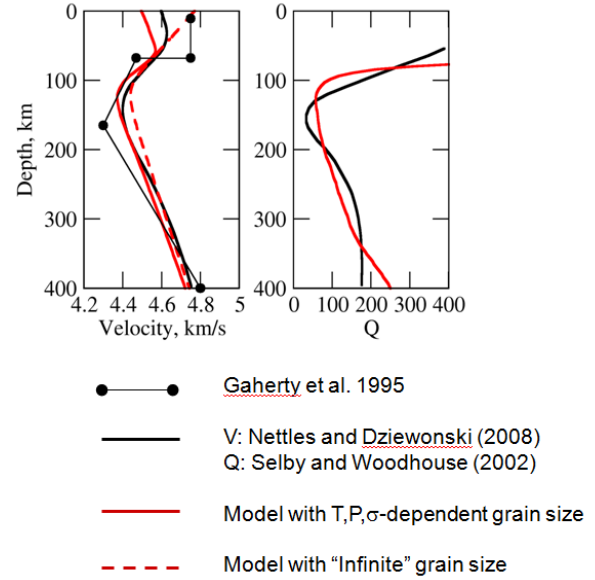 0
100
200
300
400
Depth, km
4.2 4.4 4.6 4.8 5
Velocity, km/s
0
100
200
300
400
0 100 200 300 400
Q
Gaherty et al. 1995
V: Nettles and Dziewonski (2008)
Q: Selby and Woodhouse (2002)
Model with T,P,σ-dependent grain size
Model with “Infinite” grain size